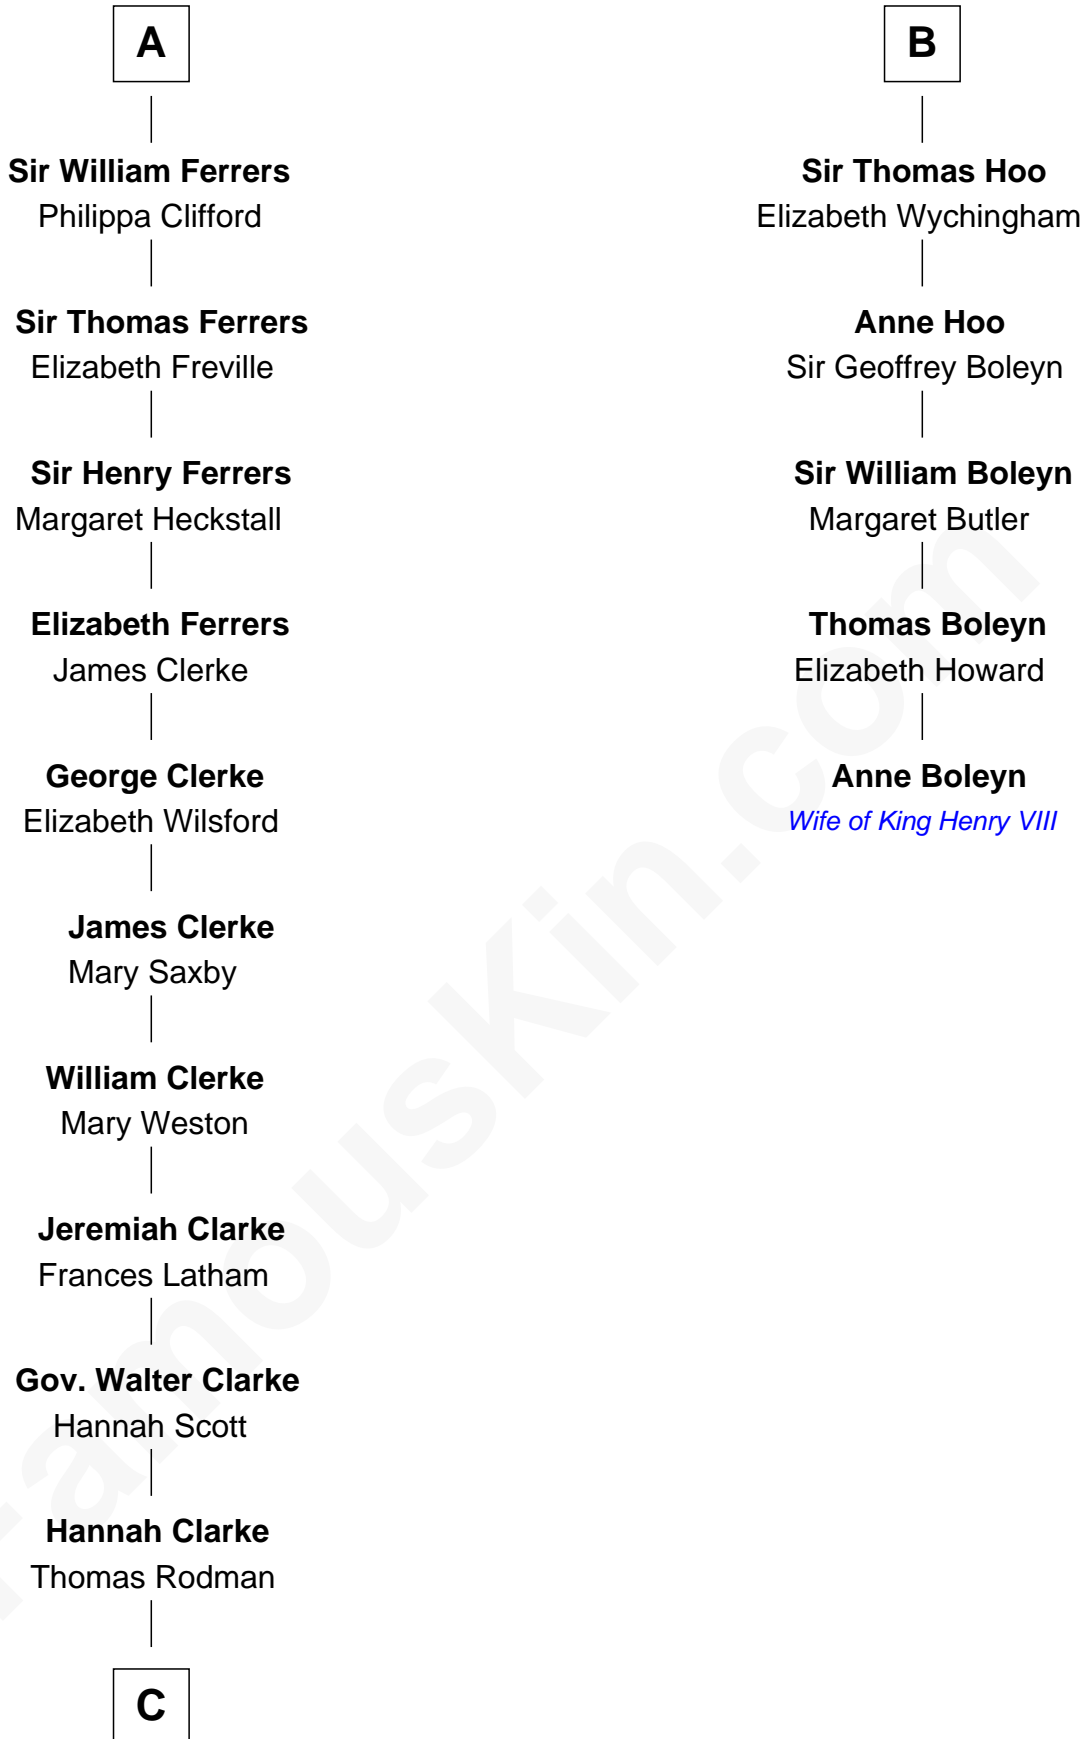 A
Sir William Ferrers
Philippa Clifford
Sir Thomas Ferrers
Elizabeth Freville
Sir Henry Ferrers
Margaret Heckstall
Elizabeth Ferrers
James Clerke
George Clerke
Elizabeth Wilsford
James Clerke
Mary Saxby
William Clerke
Mary Weston
Jeremiah Clarke
Frances Latham
Gov. Walter Clarke
Hannah Scott
Hannah Clarke
Thomas Rodman
C
B
Sir Thomas Hoo
Elizabeth Wychingham
Anne Hoo
Sir Geoffrey Boleyn
Sir William Boleyn
Margaret Butler
Thomas Boleyn
Elizabeth Howard
Anne Boleyn
Wife of King Henry VIII
FamousKin.com